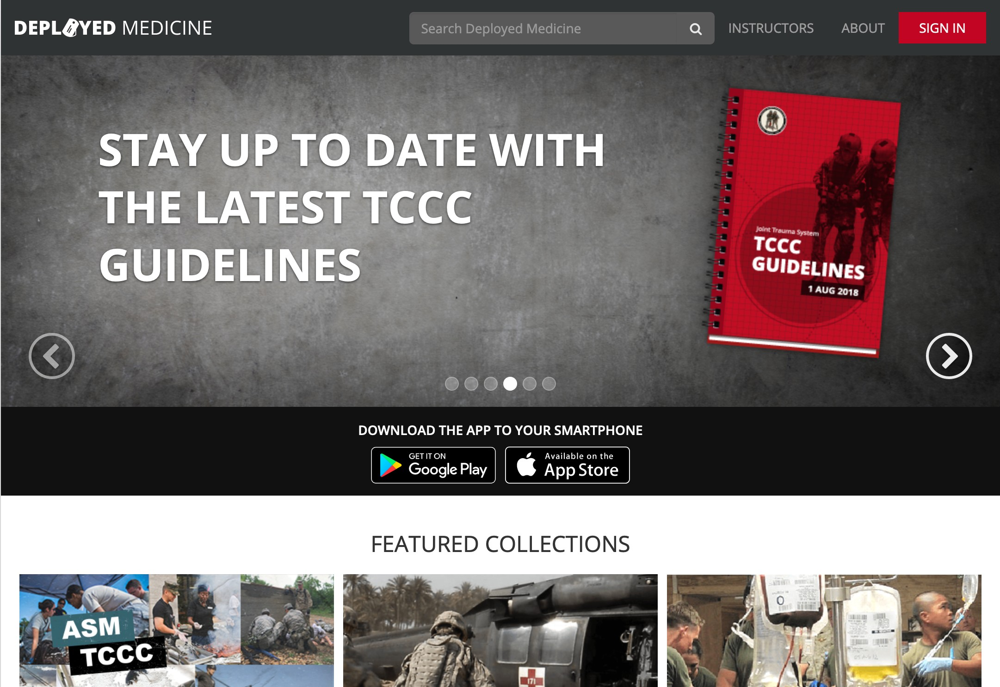 DEPLOYED MEDICINE
Search Deployed Medicine
INSTRUCTORS
ABOUT
SIGN IN
STAY UP TO DATE WITH
THE LATEST TCCC
GUIDELINES
Joint Trauma System
TCCC
GUIDELINES
1 AUG 2018
DOWNLOAD THE APP TO YOUR SMARTPHONE
GET IT ON
Google Play
Available on the
App Store
FEATURED COLLECTIONS
ASM
TCCC
171
O